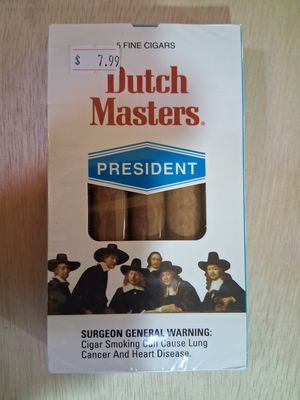 5 FINE CIGARS
$ 7.99
Dutch
Masters®
PRESIDENT
SURGEON GENERAL WARNING:
Cigar Smoking Can Cause Lung
Cancer And Heart Disease.